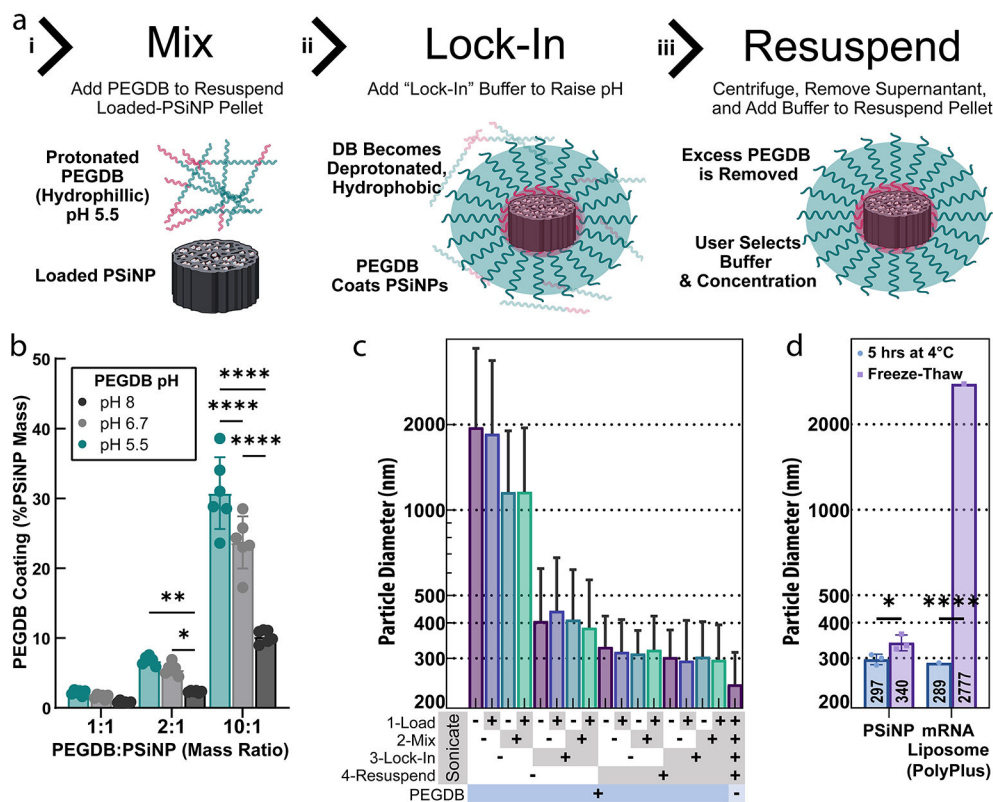 a
i
Mix
Add PEGDB to Resuspend
Loaded-PSiNP Pellet
Protonated
PEGDB
(Hydrophillic)
pH 5.5
Loaded PSiNP
ii
Lock-In
Add “Lock-In” Buffer to Raise pH
DB Becomes
Deprotonated,
Hydrophobic
PEGDB
Coats PSiNPs
iii
Resuspend
Centrifuge, Remove Supernatant,
and Add Buffer to Resuspend Pellet
Excess PEGDB
is Removed
User Selects
Buffer
& Concentration
b
PEGDB Coating (%PSiNP Mass)
50
40
30
20
10
0
PEGDB pH
pH 8
pH 6.7
pH 5.5
** 
*
****
****
****
1:1
2:1
10:1
PEGDB:PSiNP (Mass Ratio)
c
Particle Diameter (nm)
2000
1000
500
400
300
200
Sonicate
1-Load - + - + - + - + - + - + - + - + +
2-Mix - + - + - + - + +
3-Lock-In - + - + +
4-Resuspend - + +
PEGDB + -
d
5 hrs at 4°C
Freeze-Thaw
Particle Diameter (nm)
2000
1000
500
400
300
200
*
****
297
340
289
2777
PSiNP
mRNA
Liposome
(PolyPlus)